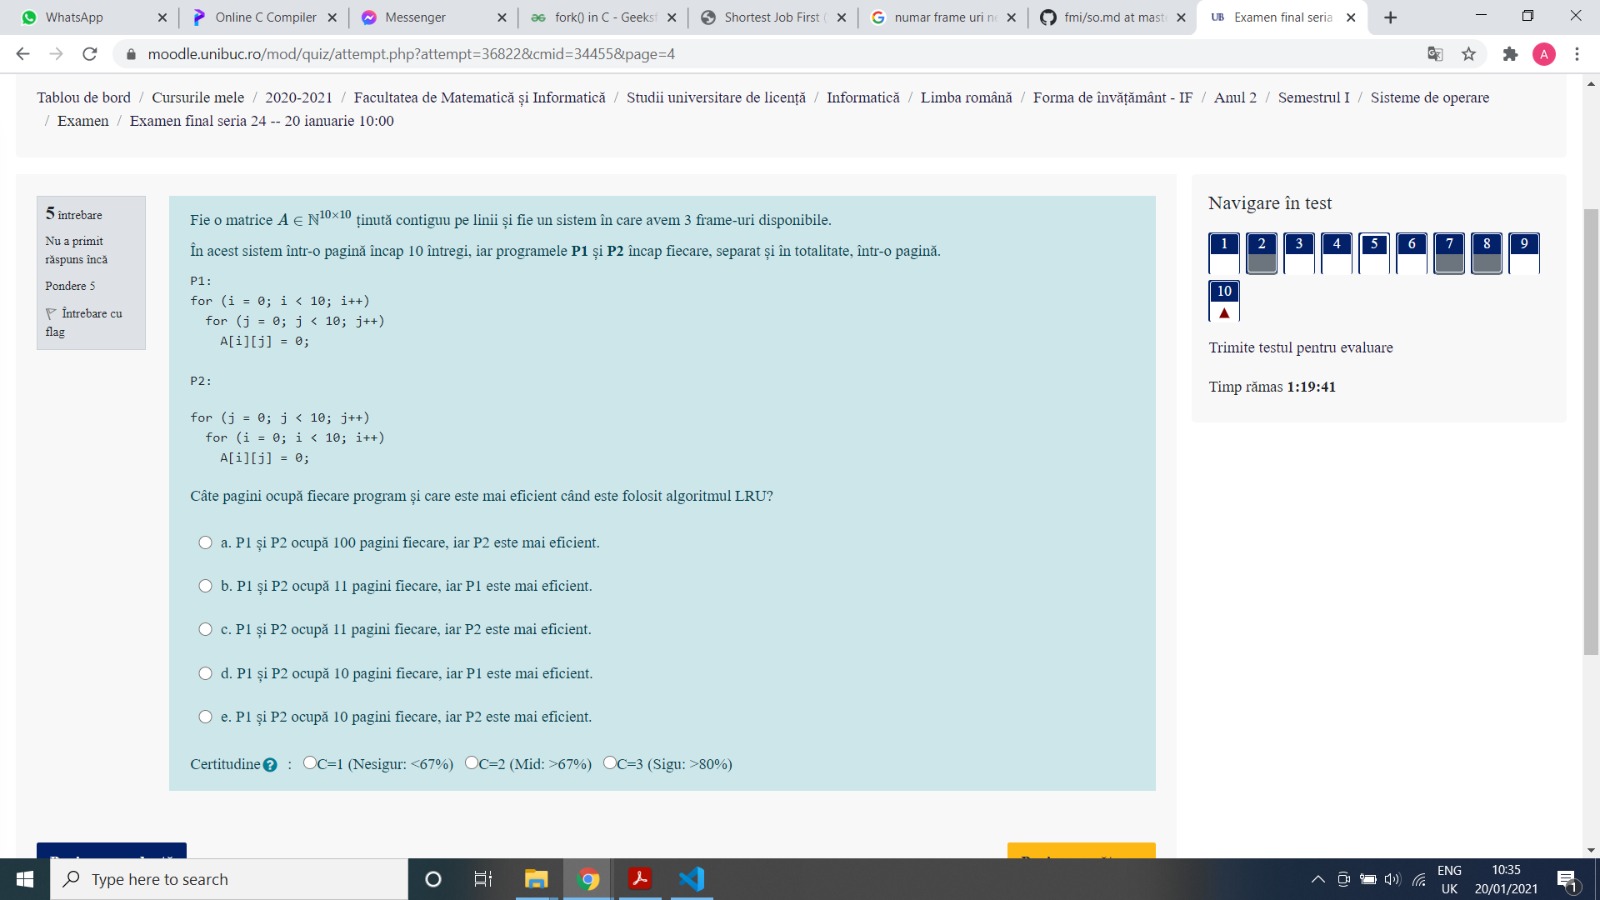 WhatsApp
Online C Compiler
Messenger
fork() in C - Geeks
Shortest Job First (
numar frame uri n
fmi/so.md at mast
UB Examen final seria
moodle.unibuc.ro/mod/quiz/attempt.php?attempt=36822&cmid=34455&page=4
A
Tablou de bord / Cursurile mele / 2020-2021 / Facultatea de Matematică și Informatică / Studii universitare de licență / Informatică / Limba română / Forma de învățământ - IF / Anul 2 / Semestrul I / Sisteme de operare
/ Examen / Examen final seria 24 -- 20 ianuarie 10:00
5 întrebare
Nu a primit
răspuns încă
Pondere 5
Întrebare cu
flag
Fie o matrice A ∈ ℕ¹⁰ˣ¹⁰ ținută contiguu pe linii și fie un sistem în care avem 3 frame-uri disponibile.
În acest sistem într-o pagină încap 10 întregi, iar programele P1 și P2 încap fiecare, separat și în totalitate, într-o pagină.
P1:
for (i = 0; i < 10; i++)
for (j = 0; j < 10; j++)
A[i][j] = 0;
P2:
for (j = 0; j < 10; j++)
for (i = 0; i < 10; i++)
A[i][j] = 0;
Câte pagini ocupă fiecare program și care este mai eficient când este folosit algoritmul LRU?
a. P1 și P2 ocupă 100 pagini fiecare, iar P2 este mai eficient.
b. P1 și P2 ocupă 11 pagini fiecare, iar P1 este mai eficient.
c. P1 și P2 ocupă 11 pagini fiecare, iar P2 este mai eficient.
d. P1 și P2 ocupă 10 pagini fiecare, iar P1 este mai eficient.
e. P1 și P2 ocupă 10 pagini fiecare, iar P2 este mai eficient.
Certitudine ? : C=1 (Nesigur: <67%) C=2 (Mid: >67%) C=3 (Sigu: >80%)
Navigare în test
1 2 3 4 5 6 7 8 9
10
Trimite testul pentru evaluare
Timp rămas 1:19:41
Type here to search
ENG
UK
10:35
20/01/2021
1